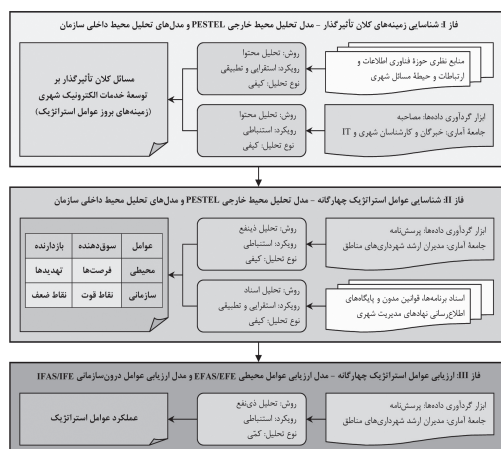 فاز I: شناسایی زمینه‌های کلان تأثیرگذار – مدل تحلیل محیط خارجی PESTEL و مدل‌های تحلیل محیط داخلی سازمان
منابع نظری حوزۀ فناوری اطلاعات و
ارتباطات و حیطۀ مسائل شهری
روش: تحلیل محتوا
رویکرد: استقرایی و تطبیقی
نوع تحلیل: کیفی
ابزار گردآوری داده‌ها: مصاحبه
جامعۀ آماری: خبرگان و کارشناسان شهری و IT
روش: تحلیل محتوا
رویکرد: استنباطی
نوع تحلیل: کیفی
مسائل کلان تأثیرگذار بر
توسعۀ خدمات الکترونیک شهری
(زمینه‌های بروز عوامل استراتژیک)
فاز II: شناسایی عوامل استراتژیک چهارگانه – مدل تحلیل محیط خارجی PESTEL و مدل‌های تحلیل محیط داخلی سازمان
ابزار گردآوری داده‌ها: پرسش‌نامه
جامعۀ آماری: مدیران ارشد شهرداری‌های مناطق
روش: تحلیل ذینفع
رویکرد: استنباطی
نوع تحلیل: کیفی
اسناد برنامه‌ها، قوانین مدون و پایگاه‌های
اطلاع‌رسانی نهادهای مدیریت شهری
روش: تحلیل اسناد
رویکرد: استقرایی و تطبیقی
نوع تحلیل: کیفی
عوامل سوق‌دهنده بازدارنده
محیطی فرصت‌ها تهدیدها
سازمانی نقاط قوت نقاط ضعف
فاز III: ارزیابی عوامل استراتژیک چهارگانه – مدل ارزیابی عوامل محیطی EFAS/EFE و مدل ارزیابی عوامل درون‌سازمانی IFAS/IFE
ابزار گردآوری داده‌ها: پرسش‌نامه
جامعۀ آماری: مدیران ارشد شهرداری‌های مناطق
روش: تحلیل ذی‌نفع
رویکرد: استنباطی
نوع تحلیل: کمّی
عملکرد عوامل استراتژیک